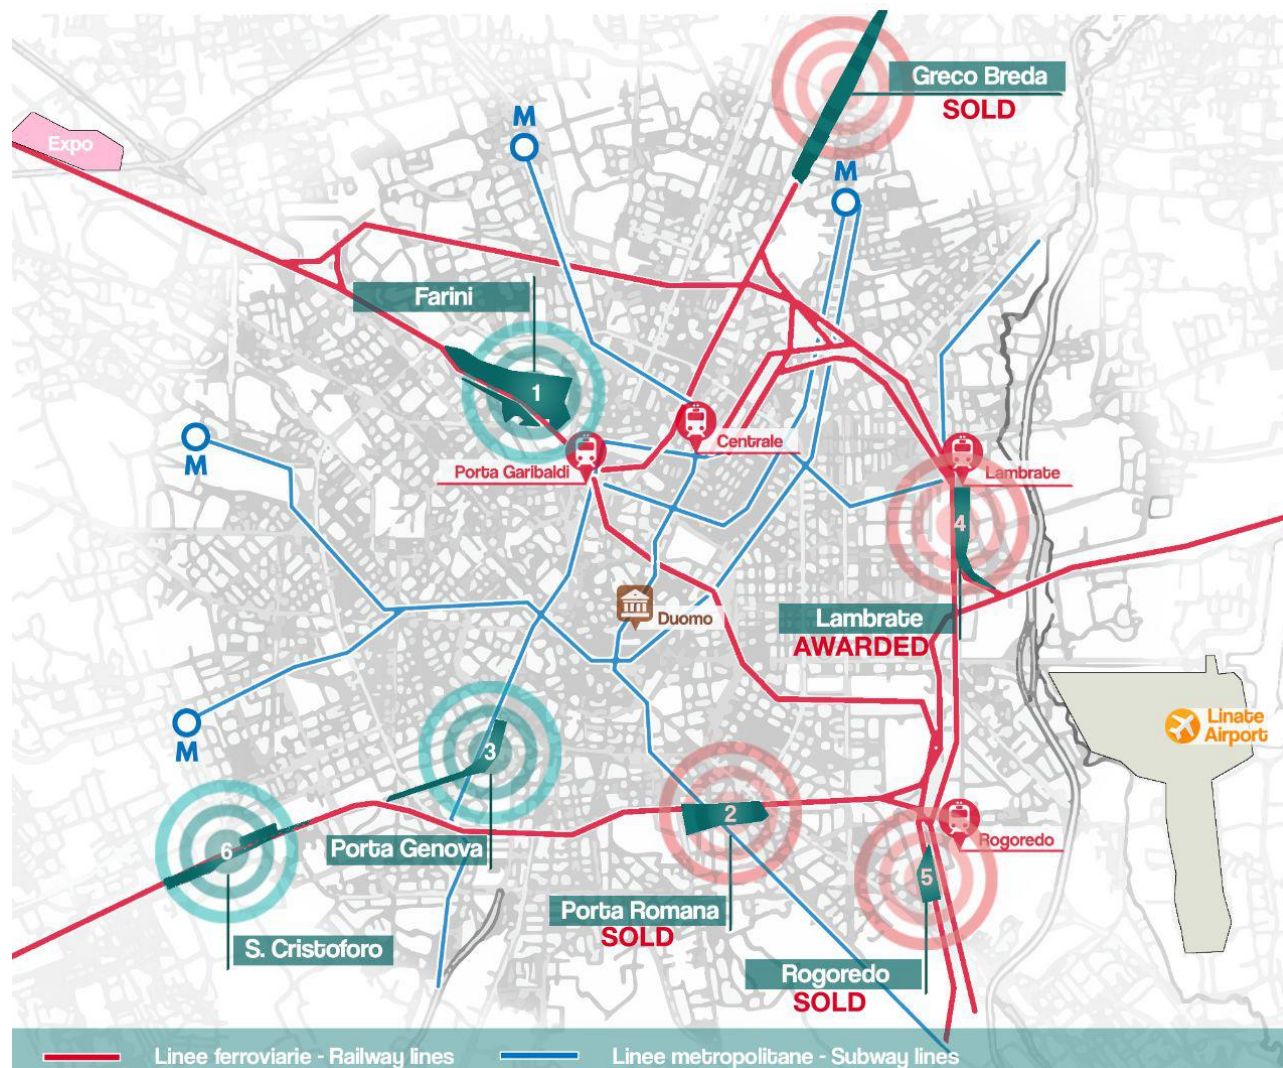 Greco Breda
SOLD
Expo
M
M
Farini
1
Centrale
Porta Garibaldi
Lambrate
M
4
Duomo
Lambrate
AWARDED
Linate
Airport
M
3
2
Porta Genova
6
Rogoredo
5
Porta Romana
SOLD
S. Cristoforo
Rogoredo
SOLD
Linee ferroviarie - Railway lines
Linee metropolitane - Subway lines